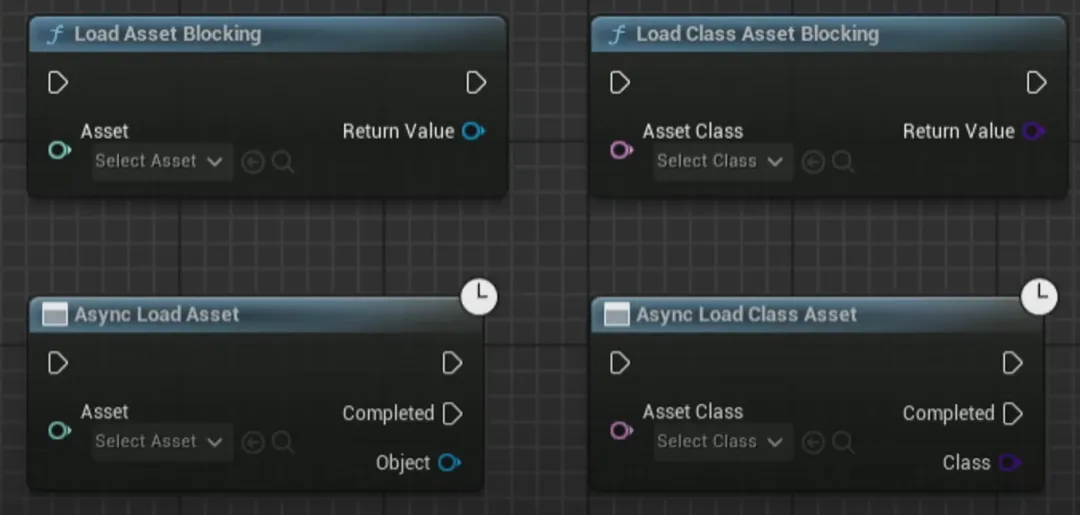 Load Asset Blocking
Asset
Return Value
Select Asset
Load Class Asset Blocking
Asset Class
Return Value
Select Class
Async Load Asset
Asset
Select Asset
Completed
Object
Async Load Class Asset
Asset Class
Select Class
Completed
Class